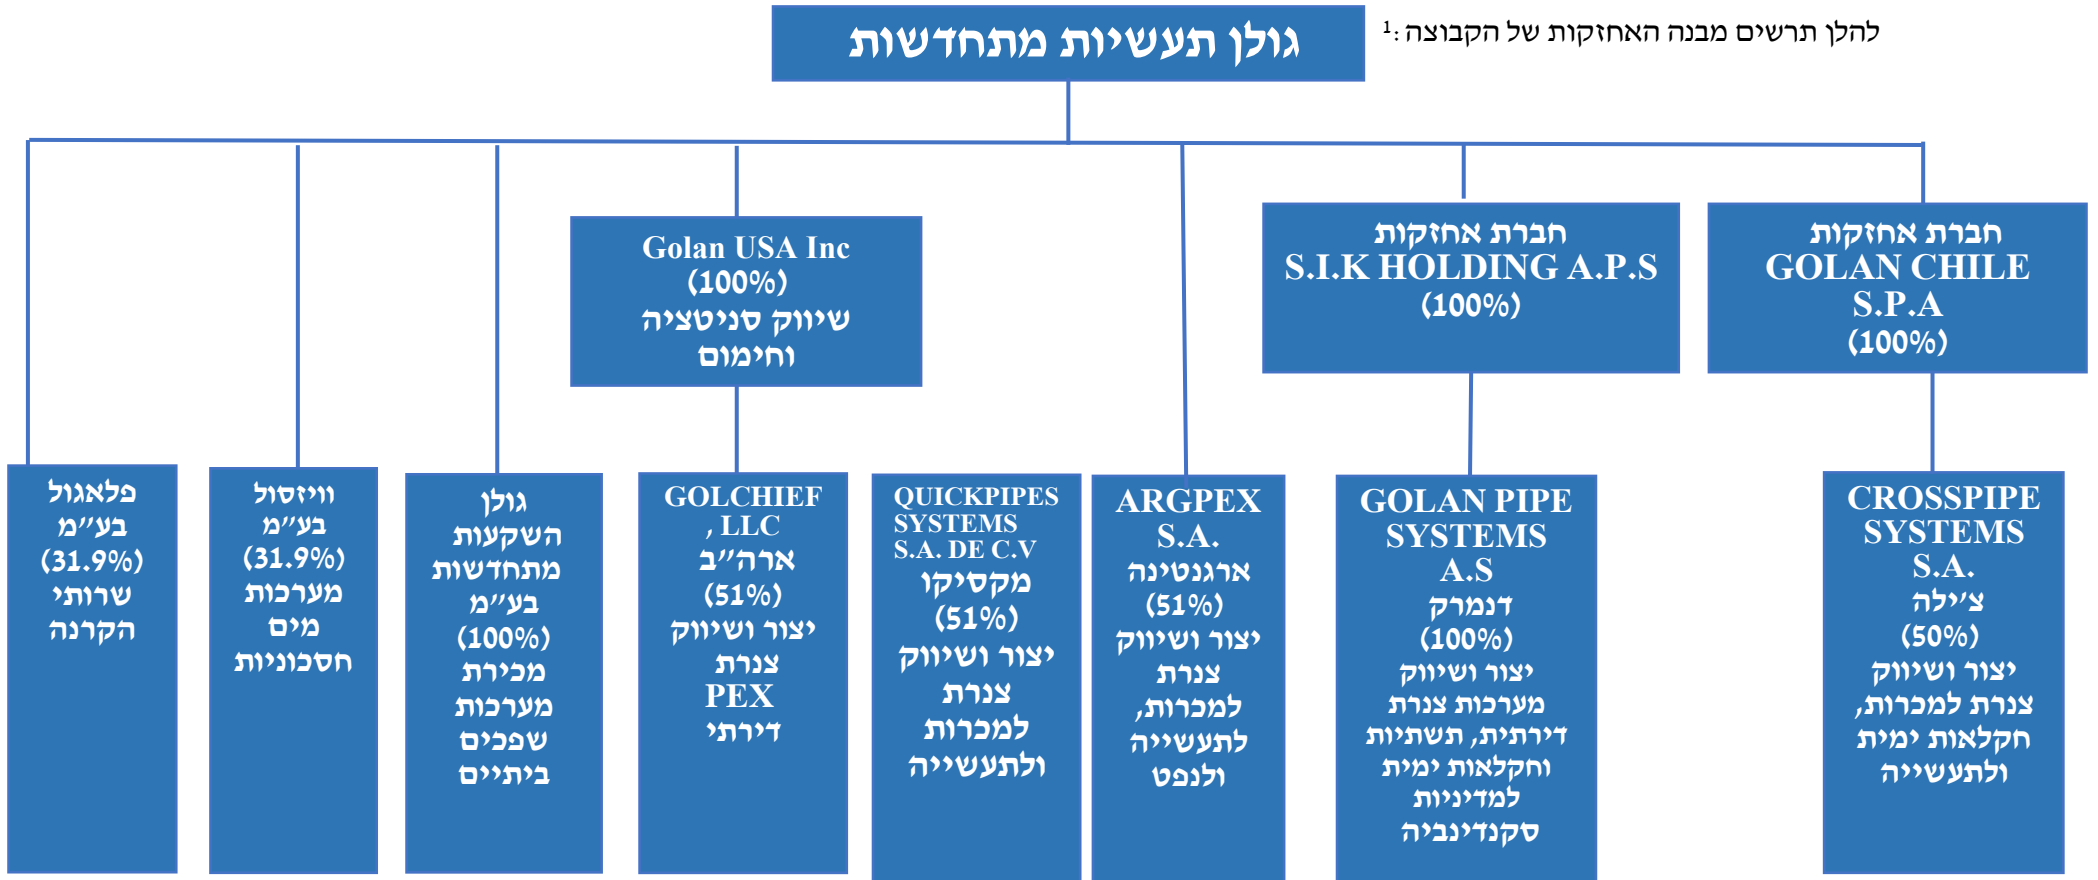 להלן תרשים מבנה האחזקות של הקבוצה:1
גולן תעשיות מתחדשות
חברת אחזקות
GOLAN CHILE
S.P.A
(100%)
חברת אחזקות
S.I.K HOLDING A.P.S
(100%)
Golan USA Inc
(100%)
שיווק סניטציה
וחימום
CROSSPIPE
SYSTEMS
S.A.
צ'ילה
(50%)
יצור ושיווק
צנרת למכרות,
חקלאות ימית
ולתעשייה
GOLAN PIPE
SYSTEMS
A.S
דנמרק
(100%)
יצור ושיווק
מערכות צנרת
דירתית, תשתיות
וחקלאות ימית
למדיניות
סקנדינביה
ARGPEX
S.A.
ארגנטינה
(51%)
יצור ושיווק
צנרת
למכרות,
לתעשייה
ולנפט
QUICKPIPES
SYSTEMS
S.A. DE C.V
מקסיקו
(51%)
יצור ושיווק
צנרת
למכרות
ולתעשייה
GOLCHIEF
, LLC
ארה״ב
(51%)
יצור ושיווק
צנרת
PEX
דירתי
גולן
השקעות
מתחדשות
בע״מ
(100%)
מכירת
מערכות
שפכים
ביתיים
וויזסול
בע״מ
(31.9%)
מערכות
מים
חסכוניות
פלאגול
בע״מ
(31.9%)
שרותי
הקרנה